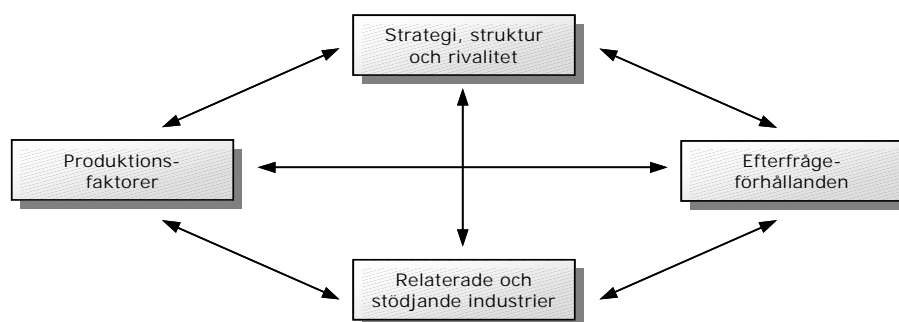 Strategi, struktur
och rivalitet
Produktions-
faktorer
Efterfråge-
förhållanden
Relaterade och
stödjande industrier